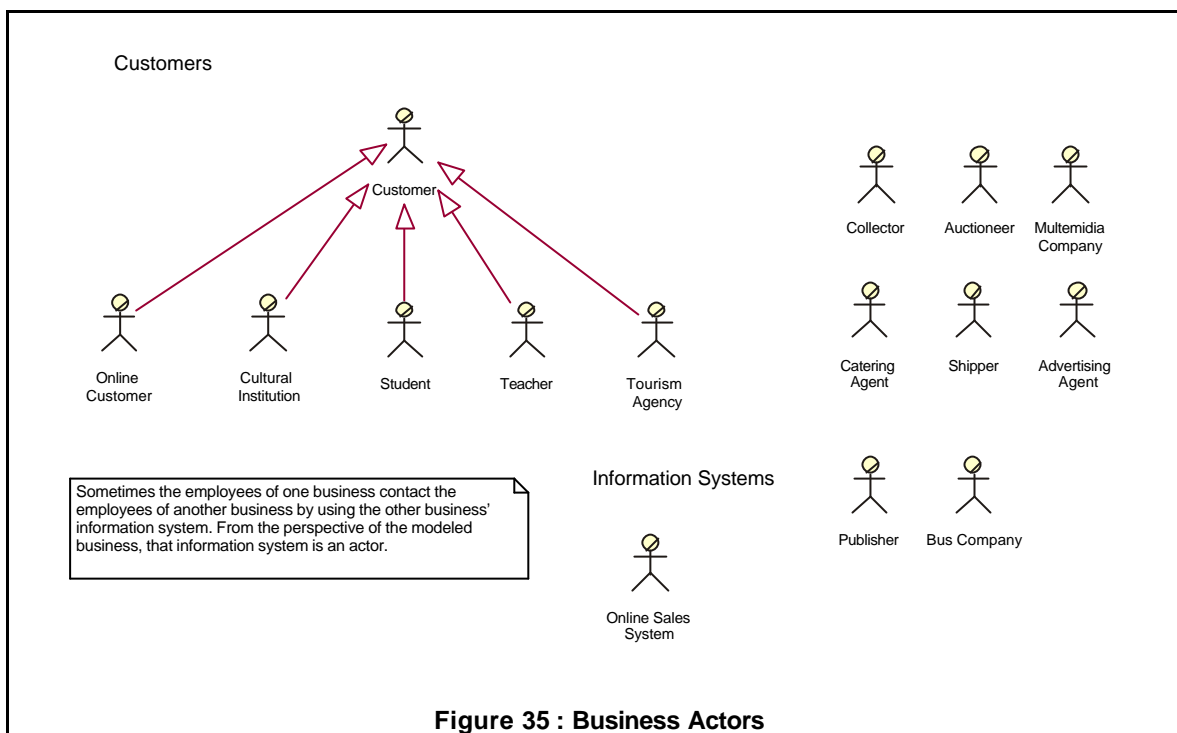 Customers
Customer
Collector
Auctioneer
Multemidia
Company
Online
Customer
Cultural
Institution
Student
Teacher
Tourism
Agency
Catering
Agent
Shipper
Advertising
Agent
Sometimes the employees of one business contact the
employees of another business by using the other business'
information system. From the perspective of the modeled
business, that information system is an actor.
Information Systems
Online Sales
System
Publisher
Bus Company
Figure 35 : Business Actors